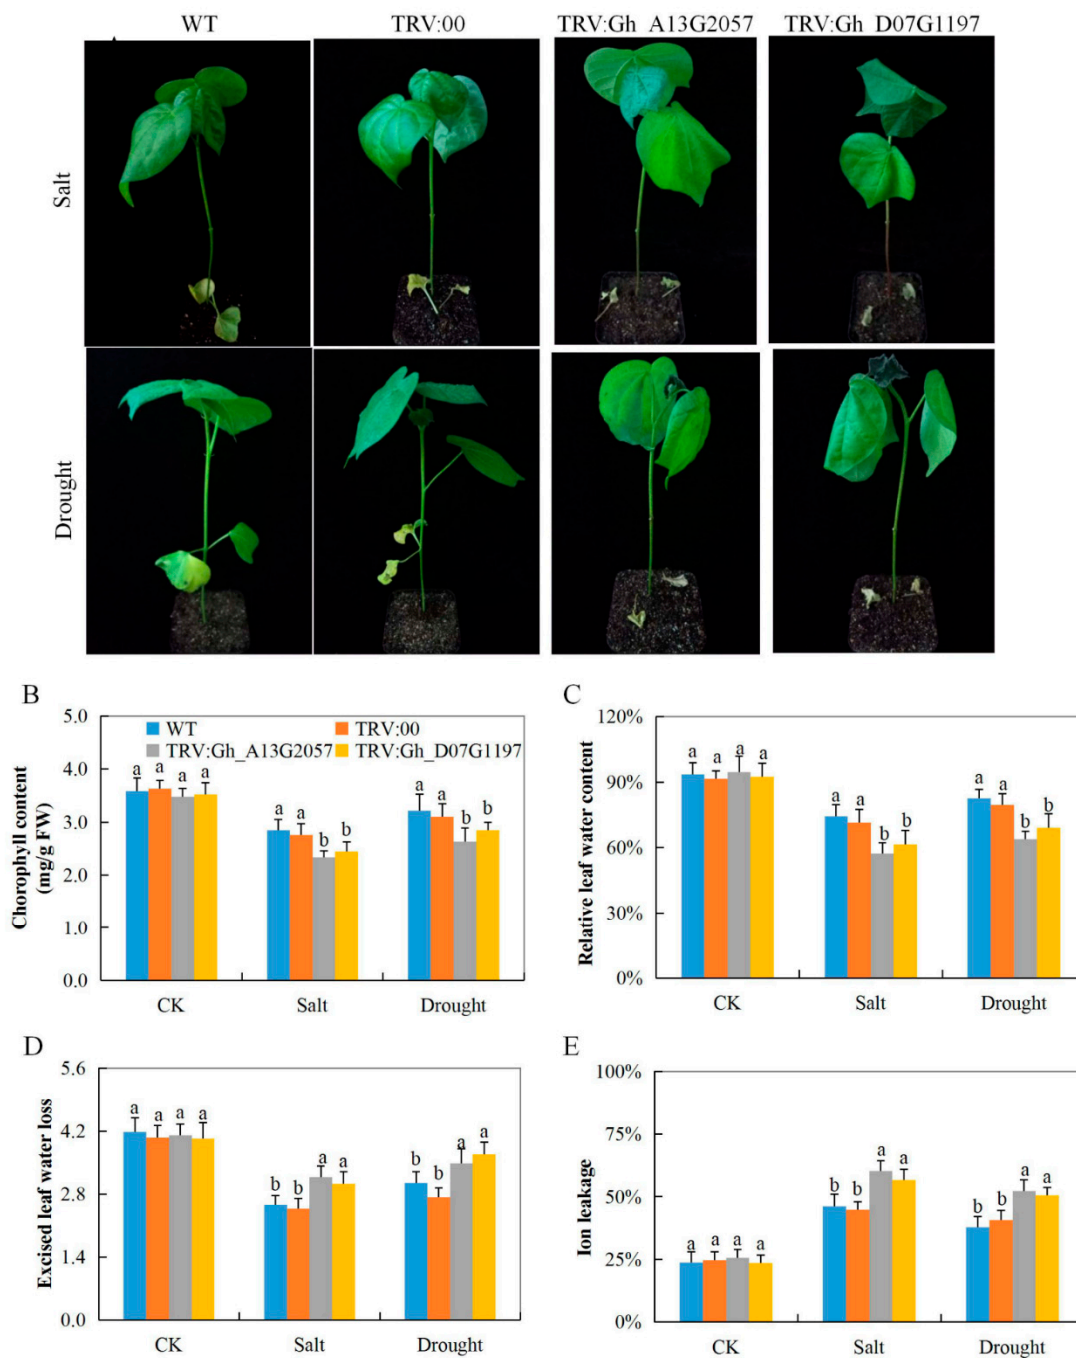 WT TRV:00 TRV:Gh_A13G2057 TRV:Gh_D07G1197
Salt
Drought
B
5.0
4.0
3.0
2.0
1.0
0.0
Chorophyll content
(mg/g FW)
WT TRV:00
TRV:Gh_A13G2057 TRV:Gh_D07G1197
a a a a
a a b b
a a b b
CK Salt Drought
C
120%
90%
60%
30%
0%
Relative leaf water content
a a a a
a a b b
a a b b
CK Salt Drought
D
5.6
4.2
2.8
1.4
0.0
Excised leaf water loss
a a a a
b b a a
b b a a
CK Salt Drought
E
100%
75%
50%
25%
0%
Ion leakage
a a a a
b b a a
b b a a
CK Salt Drought